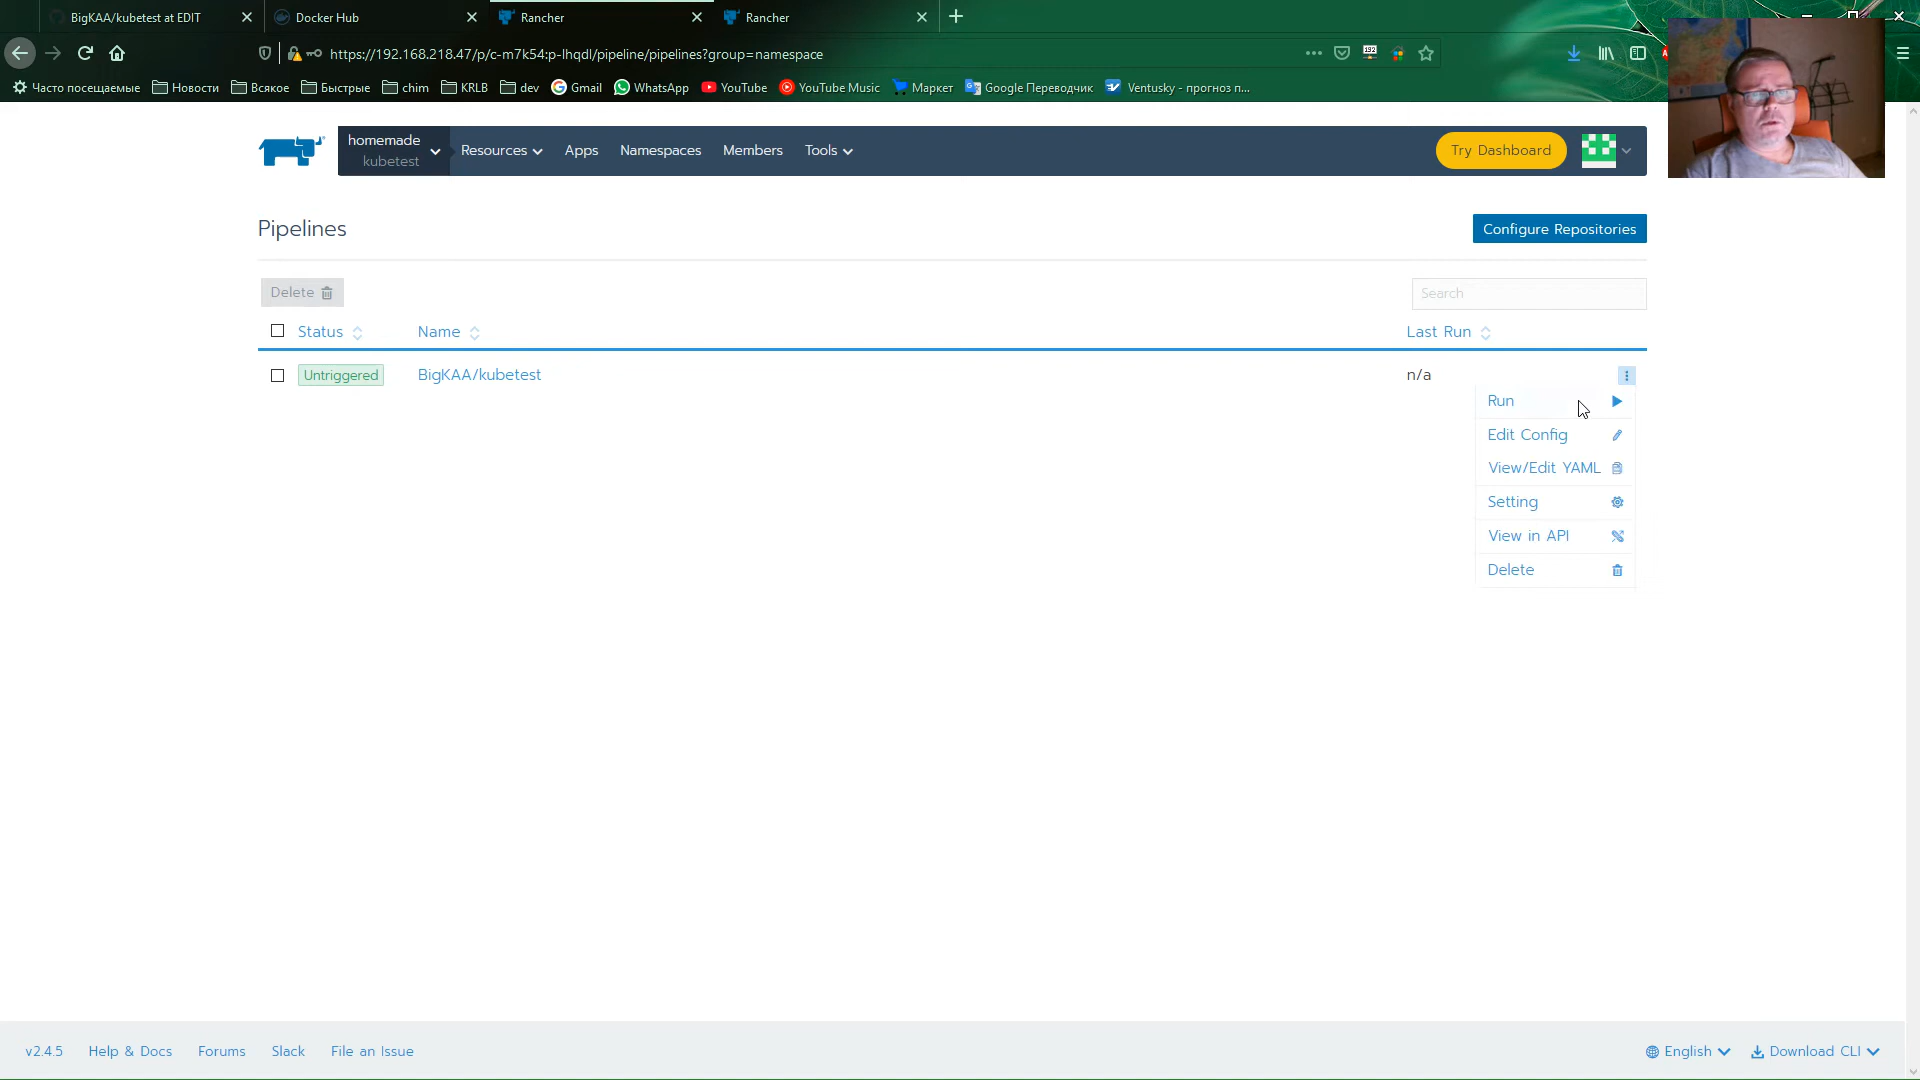 BigKAA/kubetest at EDIT
Docker Hub
Rancher
Rancher
https://192.168.218.47/p/c-m7k54:p-lhqdl/pipeline/pipelines?group=namespace
192
Часто посещаемые
Новости
Всякое
Быстрые
chim
KRLB
dev
Gmail
WhatsApp
YouTube
YouTube Music
Маркет
Google Переводчик
Ventusky - прогноз п...
homemade
kubetest
Resources
Apps
Namespaces
Members
Tools
Try Dashboard
Pipelines
Configure Repositories
Delete
Search
Status
Name
Last Run
Untriggered
BigKAA/kubetest
n/a
Run
Edit Config
View/Edit YAML
Setting
View in API
Delete
v2.4.5
Help & Docs
Forums
Slack
File an Issue
English
Download CLI